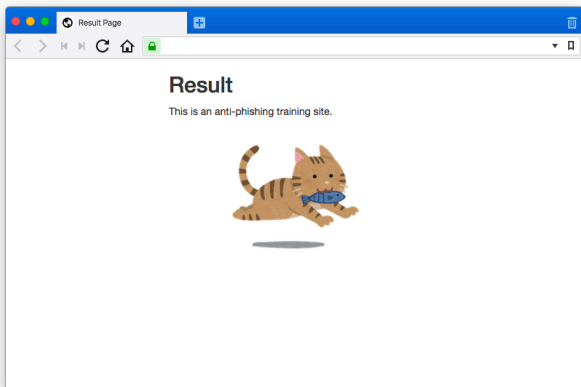 Result Page
Result
This is an anti-phishing training site.